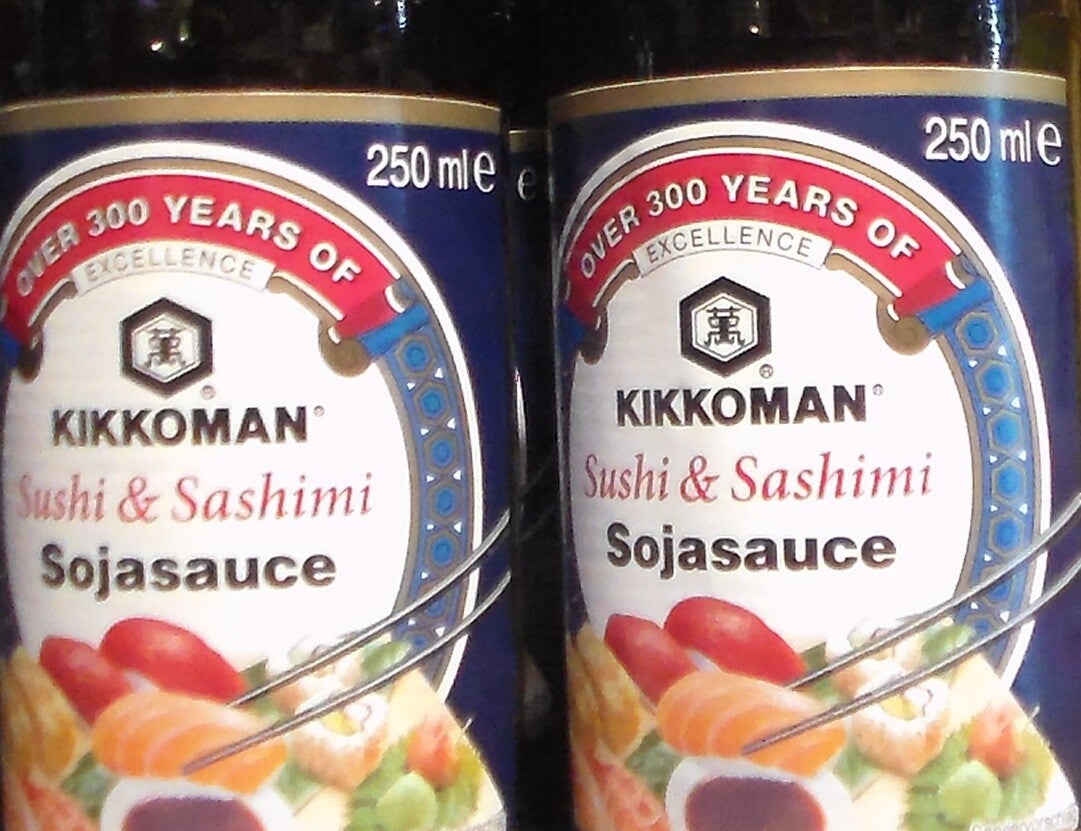 250 ml e
OVER 300 YEARS OF
EXCELLENCE
萬
®
KIKKOMAN®
Sushi & Sashimi
Sojasauce
e
250 ml e
OVER 300 YEARS OF
EXCELLENCE
萬
®
KIKKOMAN®
Sushi & Sashimi
Sojasauce